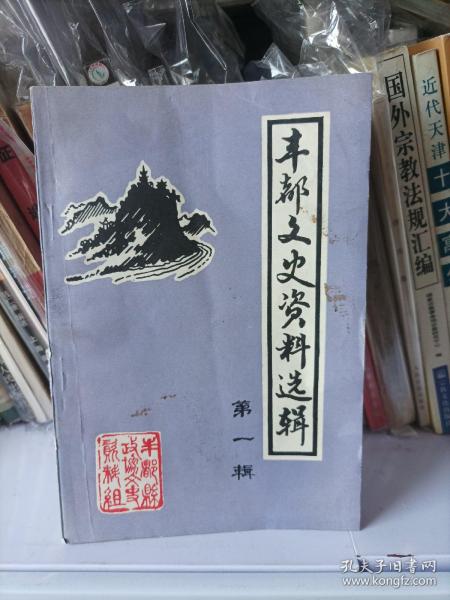 丰都文史资料选辑
第一辑
丰都县
政协文史
资料组
国外宗教法规汇编
近代天津
十大
孔夫子旧书网
www.kongfz.com